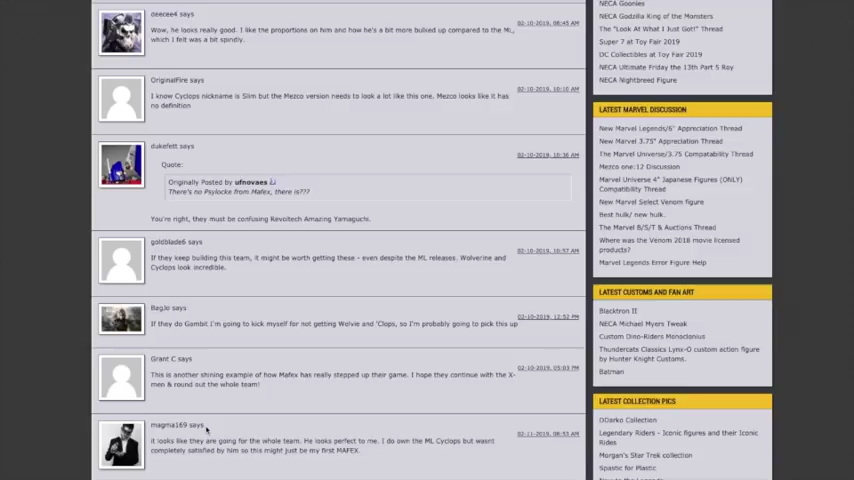 deecee4 says
02-10-2019, 08:45 AM
Wow, he looks really good. I like the proportions on him and how he's a bit more bulked up compared to the ML,
which I felt was a bit spindly.
OriginalFire says
02-10-2019, 10:10 AM
I know Cyclops nickname is Slim but the Mezco version needs to look a lot like this one. Mezco looks like it has
no definition
dukefett says
02-10-2019, 10:36 AM
Quote:
Originally Posted by ufnovaes
There's no Psylocke from Mafex, there is???
You're right, they must be confusing Revoltech Amazing Yamaguchi.
goldblade6 says
02-10-2019, 10:57 AM
If they keep building this team, it might be worth getting these - even despite the ML releases. Wolverine and
Cyclops look incredible.
BagJo says
02-10-2019, 12:52 PM
If they do Gambit I'm going to kick myself for not getting Wolvie and 'Clops, so I'm probably going to pick this up
Grant C says
02-10-2019, 05:03 PM
This is another shining example of how Mafex has really stepped up their game. I hope they continue with the X-
men & round out the whole team!
magma169 says
02-11-2019, 08:53 AM
it looks like they are going for the whole team. He looks perfect to me. I do own the ML Cyclops but wasnt
completely satisfied by him so this might just be my first MAFEX.
NECA Goonies
NECA Godzilla King of the Monsters
The "Look At What I Just Got!" Thread
Super 7 at Toy Fair 2019
DC Collectibles at Toy Fair 2019
NECA Ultimate Friday the 13th Part 5 Roy
NECA Nightbreed Figure
LATEST MARVEL DISCUSSION
New Marvel Legends/6" Appreciation Thread
New Marvel 3.75" Appreciation Thread
The Marvel Universe/3.75 Compatability Thread
Mezco one:12 Discussion
Marvel Universe 4" Japanese Figures (ONLY)
Compatibility Thread
New Marvel Select Venom figure
Best hulk/ new hulk.
The Marvel B/S/T & Auctions Thread
Where was the Venom 2018 movie licensed
products?
Marvel Legends Error Figure Help
LATEST CUSTOMS AND FAN ART
Blacktron II
NECA Michael Myers Tweak
Custom Dino-Riders Monoclonius
Thundercats Classics Lynx-O custom action figure
by Hunter Knight Customs.
Batman
LATEST COLLECTION PICS
DDarko Collection
Legendary Riders - Iconic figures and their Iconic
Rides
Morgan's Star Trek collection
Spastic for Plastic